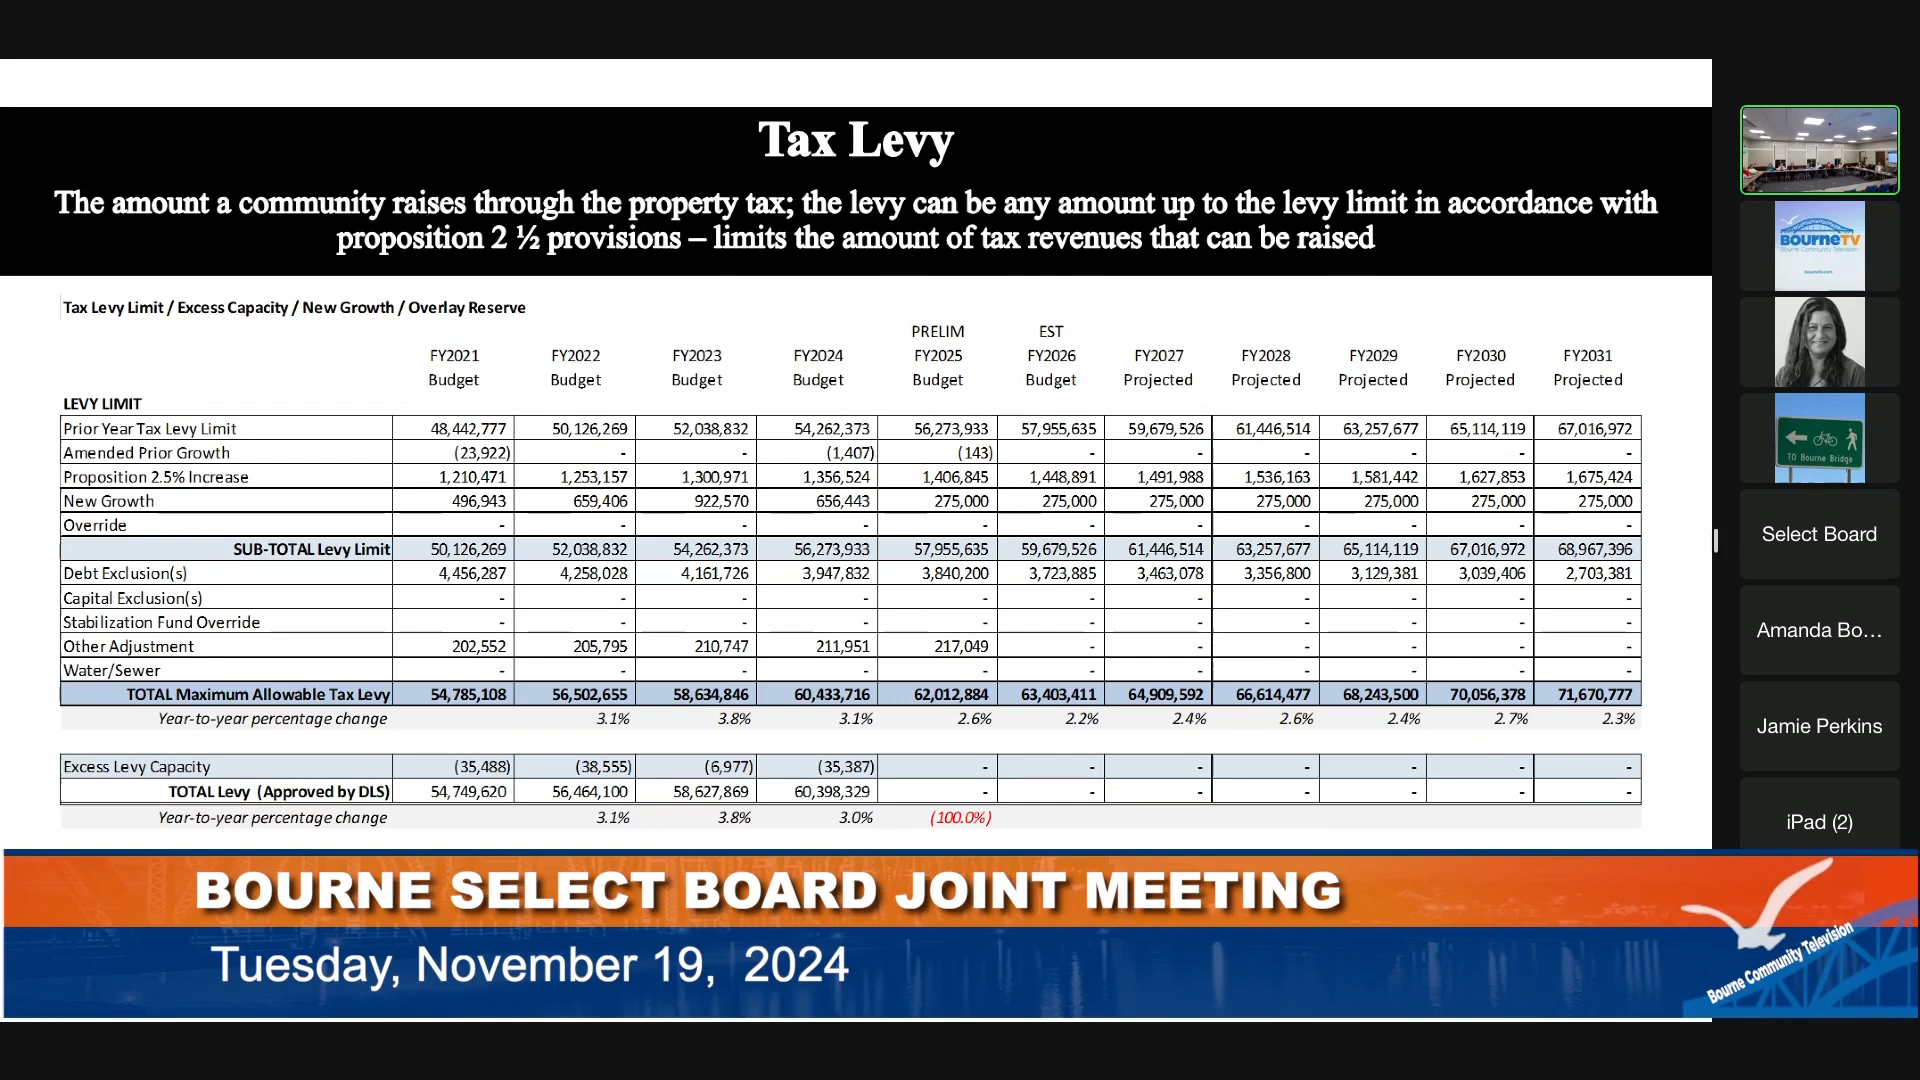 Tax Levy
The amount a community raises through the property tax; the levy can be any amount up to the levy limit in accordance with
proposition 2 ½ provisions – limits the amount of tax revenues that can be raised
Tax Levy Limit / Excess Capacity / New Growth / Overlay Reserve
PRELIM EST
FY2021 FY2022 FY2023 FY2024 FY2025 FY2026 FY2027 FY2028 FY2029 FY2030 FY2031
Budget Budget Budget Budget Budget Budget Projected Projected Projected Projected Projected
LEVY LIMIT
Prior Year Tax Levy Limit 48,442,777 50,126,269 52,038,832 54,262,373 56,273,933 57,955,635 59,679,526 61,446,514 63,257,677 65,114,119 67,016,972
Amended Prior Growth (23,922) - - (1,407) (143) - - - - - -
Proposition 2.5% Increase 1,210,471 1,253,157 1,300,971 1,356,524 1,406,845 1,448,891 1,491,988 1,536,163 1,581,442 1,627,853 1,675,424
New Growth 496,943 659,406 922,570 656,443 275,000 275,000 275,000 275,000 275,000 275,000 275,000
Override - - - - - - - - - - -
SUB-TOTAL Levy Limit 50,126,269 52,038,832 54,262,373 56,273,933 57,955,635 59,679,526 61,446,514 63,257,677 65,114,119 67,016,972 68,967,396
Debt Exclusion(s) 4,456,287 4,258,028 4,161,726 3,947,832 3,840,200 3,723,885 3,463,078 3,356,800 3,129,381 3,039,406 2,703,381
Capital Exclusion(s) - - - - - - - - - - -
Stabilization Fund Override - - - - - - - - - - -
Other Adjustment 202,552 205,795 210,747 211,951 217,049 - - - - - -
Water/Sewer - - - - - - - - - - -
TOTAL Maximum Allowable Tax Levy 54,785,108 56,502,655 58,634,846 60,433,716 62,012,884 63,403,411 64,909,592 66,614,477 68,243,500 70,056,378 71,670,777
Year-to-year percentage change 3.1% 3.8% 3.1% 2.6% 2.2% 2.4% 2.6% 2.4% 2.7% 2.3%
Excess Levy Capacity (35,488) (38,555) (6,977) (35,387) - - - - - - -
TOTAL Levy (Approved by DLS) 54,749,620 56,464,100 58,627,869 60,398,329 - - - - - - -
Year-to-year percentage change 3.1% 3.8% 3.0% (100.0%)
BOURNE SELECT BOARD JOINT MEETING
Tuesday, November 19, 2024
Bourne Community Television
BOURNETV
Bourne Community Television
bournetv.com
TO Bourne Bridge
Select Board
Amanda Bo...
Jamie Perkins
iPad (2)